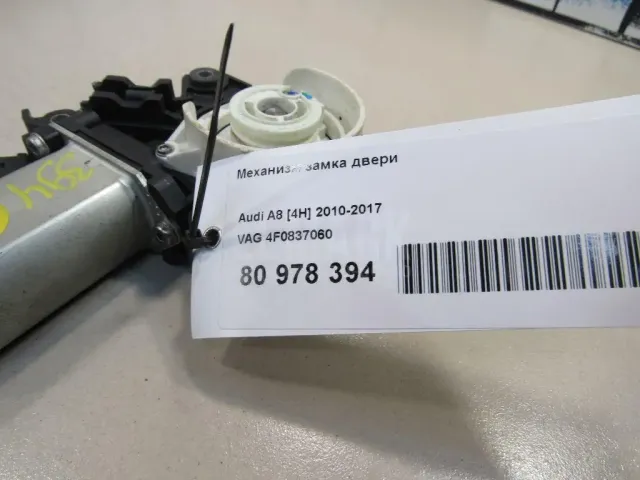 Механизм замка двери
Audi A8 [4H] 2010-2017
VAG 4F0837060
80 978 394